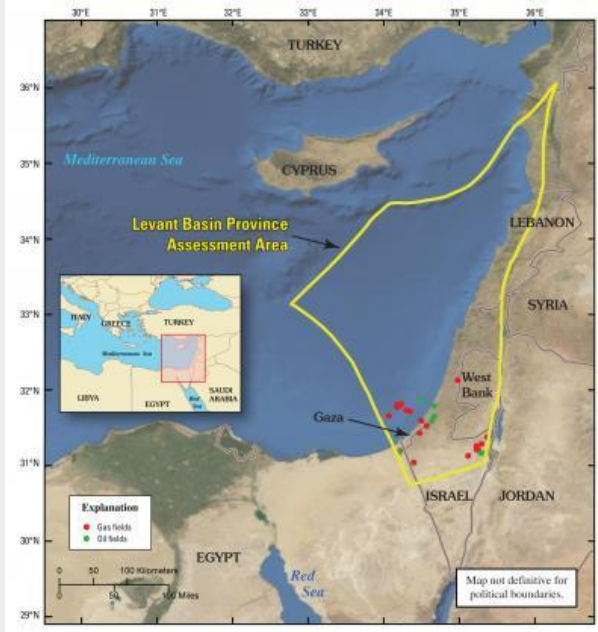 30°E 31°E 32°E 33°E 34°E 35°E 36°E
TURKEY
36°N
Mediterranean Sea
35°N
CYPRUS
Levant Basin Province
Assessment Area
34°N
LEBANON
33°N
SYRIA
ITALY
GREECE
TURKEY
Mediterranean Sea
LIBYA
EGYPT
Red
Sea
SAUDI
ARABIA
32°N
West
Bank
Gaza
31°N
ISRAEL
JORDAN
Explanation
Gas fields
Oil fields
30°N
EGYPT
0 50 100 Kilometers
0 50 100 Miles
Red
Sea
Map not definitive for
political boundaries.
29°N